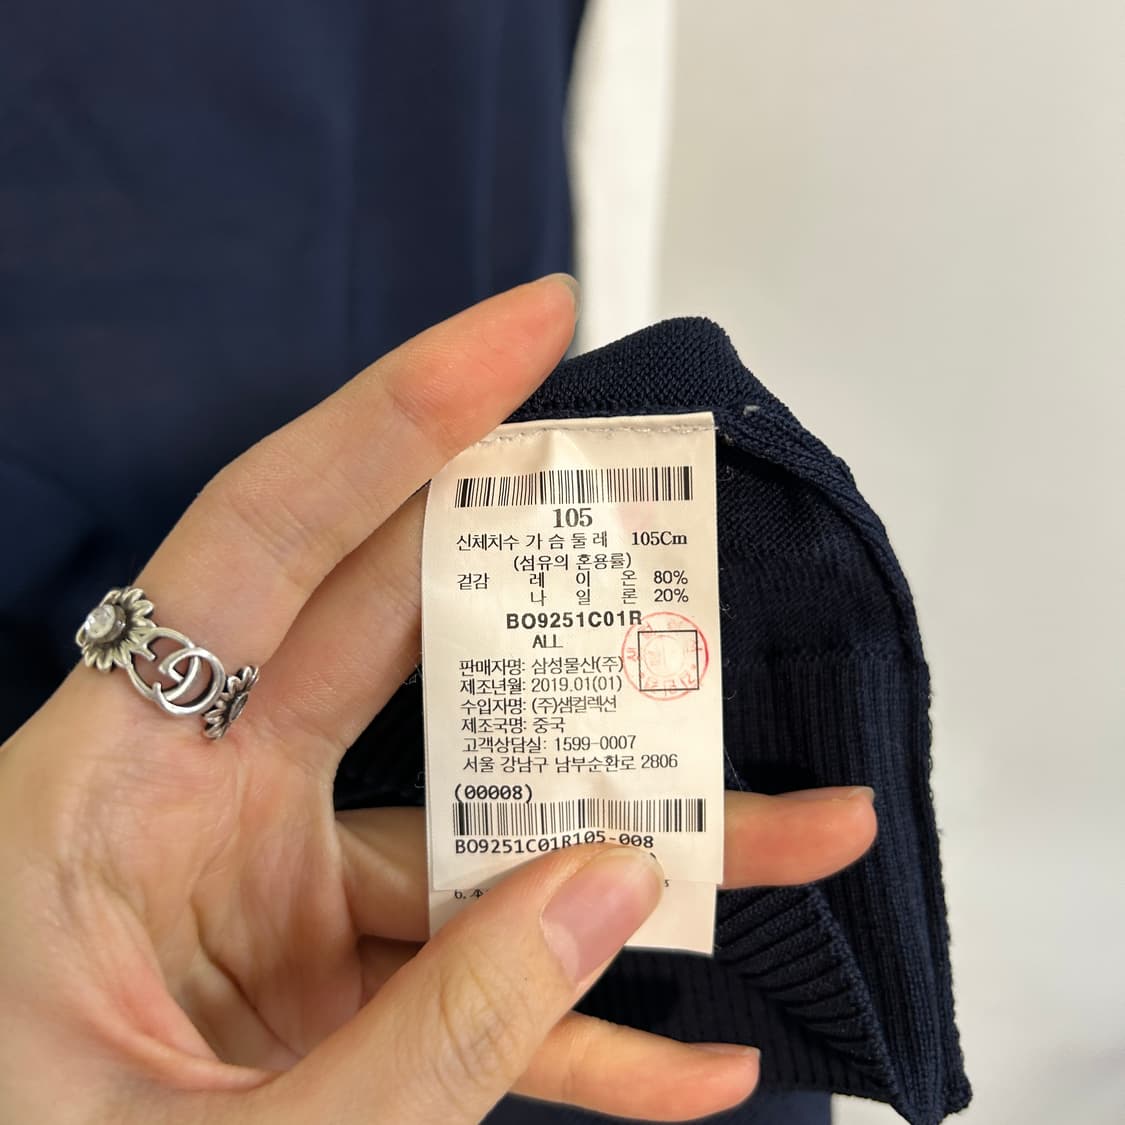 105
신체치수 가슴둘레 105Cm
(섬유의 혼용률)
겉감 레이온 80%
나일론 20%
BO9251C01R
ALL
판매자명: 삼성물산(주)
제조년월: 2019.01(01)
수입자명: (주)샘컬렉션
제조국명: 중국
고객상담실: 1599-0007
서울 강남구 남부순환로 2806
(00008)
BO9251C01R105-008
6.